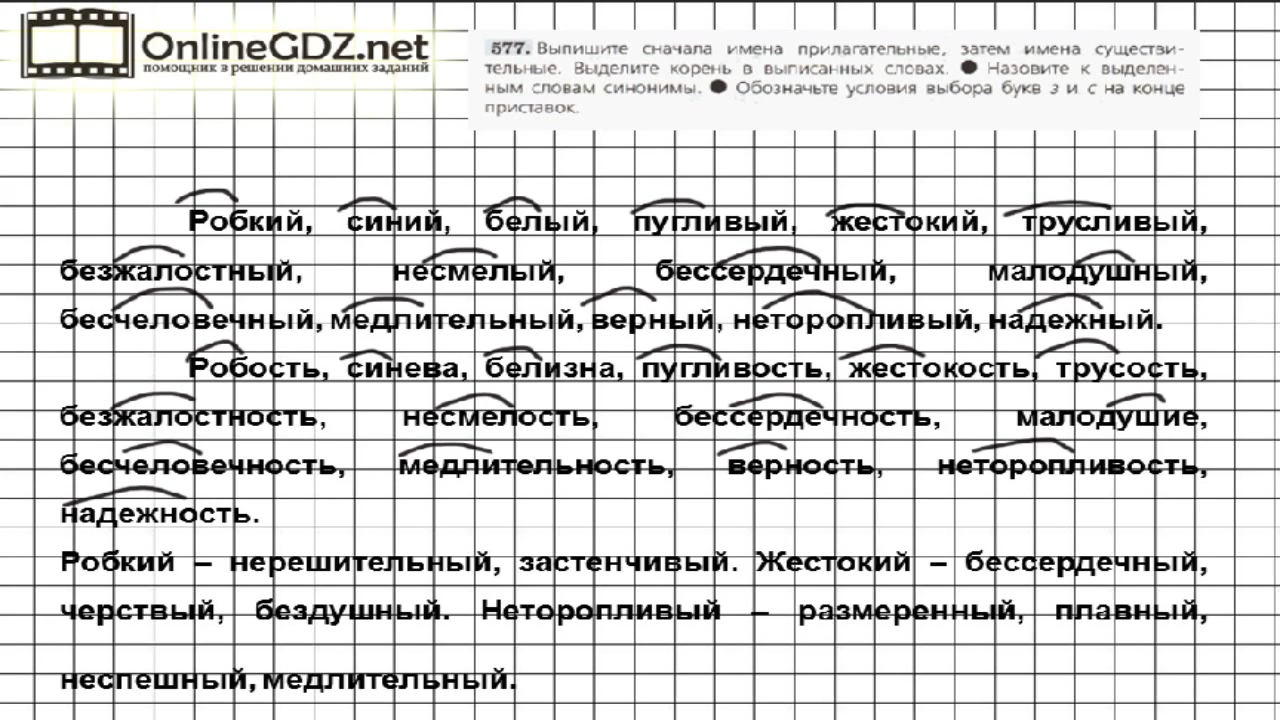 OnlineGDZ.net
помощник в решении домашних заданий
577. Выпишите сначала имена прилагательные, затем имена существи-
тельные. Выделите корень в выписанных словах. ● Назовите к выделен-
ным словам синонимы. ● Обозначьте условия выбора букв з и с на конце
приставок.
Робкий, синий, белый, пугливый, жестокий, трусливый,
безжалостный, несмелый, бессердечный, малодушный,
бесчеловечный, медлительный, верный, неторопливый, надежный.
Робость, синева, белизна, пугливость, жестокость, трусость,
безжалостность, несмелость, бессердечность, малодушие,
бесчеловечность, медлительность, верность, неторопливость,
надежность.
Робкий – нерешительный, застенчивый. Жестокий – бессердечный,
черствый, бездушный. Неторопливый – размеренный, плавный,
неспешный, медлительный.